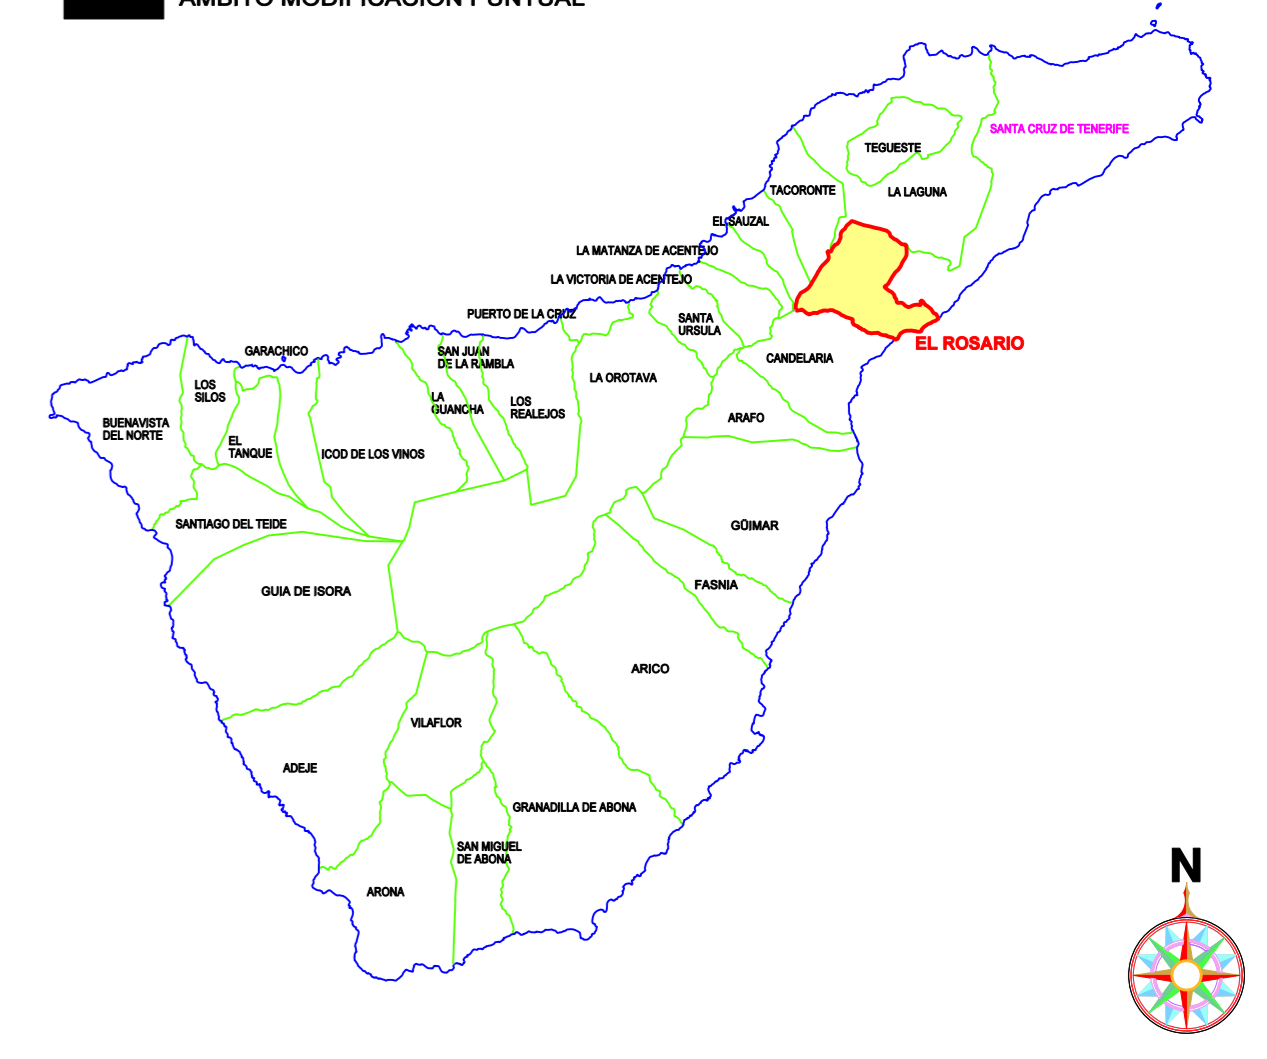 ÁMBITO MODIFICACIÓN PUNTUAL
SANTA CRUZ DE TENERIFE
TEGUESTE
TACORONTE
LA LAGUNA
EL SAUZAL
LA MATANZA DE ACENTEJO
LA VICTORIA DE ACENTEJO
PUERTO DE LA CRUZ
SANTA
URSULA
EL ROSARIO
GARACHICO
SAN JUAN
DE LA RAMBLA
CANDELARIA
LA OROTAVA
LOS
SILOS
LA
GUANCHA
LOS
REALEJOS
ARAFO
BUENAVISTA
DEL NORTE
EL
TANQUE
ICOD DE LOS VINOS
SANTIAGO DEL TEIDE
GÜIMAR
FASNIA
GUIA DE ISORA
ARICO
VILAFLOR
ADEJE
GRANADILLA DE ABONA
SAN MIGUEL
DE ABONA
ARONA
N